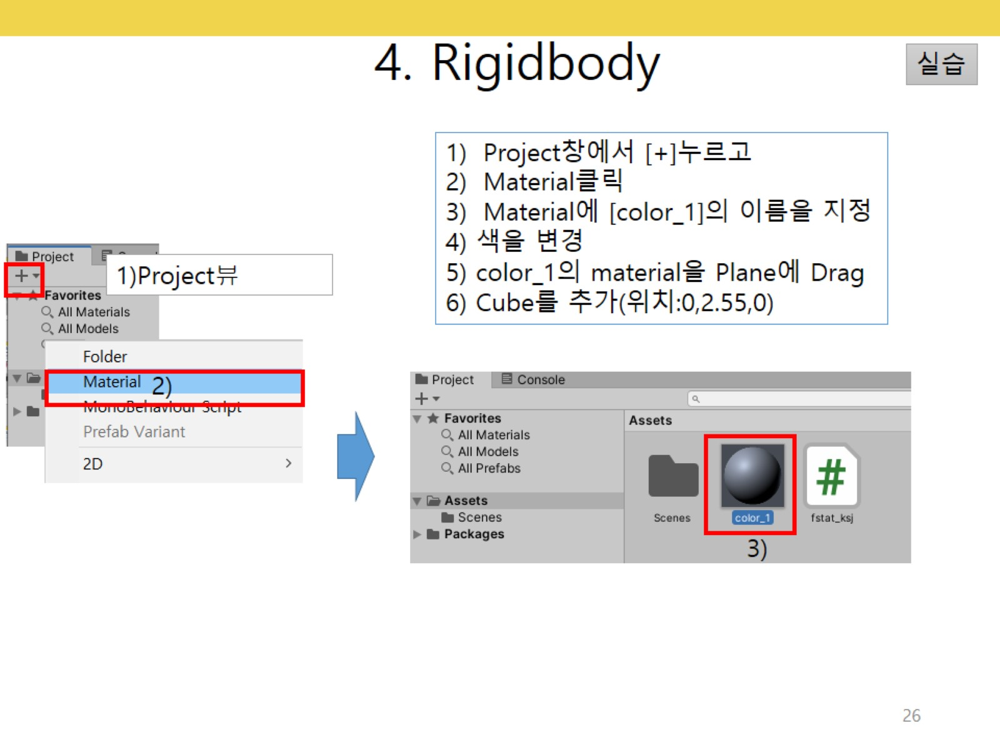 4. Rigidbody
실습
1) Project창에서 [+]누르고
2) Material클릭
3) Material에 [color_1]의 이름을 지정
4) 색을 변경
5) color_1의 material을 Plane에 Drag
6) Cube를 추가(위치:0,2.55,0)
Project
1)Project뷰
Favorites
All Materials
All Models
Folder
Material 2)
MonoBehaviour Script
Prefab Variant
2D
Project Console
Favorites
All Materials
All Models
All Prefabs
Assets
Scenes
Packages
Assets
Scenes
color_1
fstat_ksj
3)
26